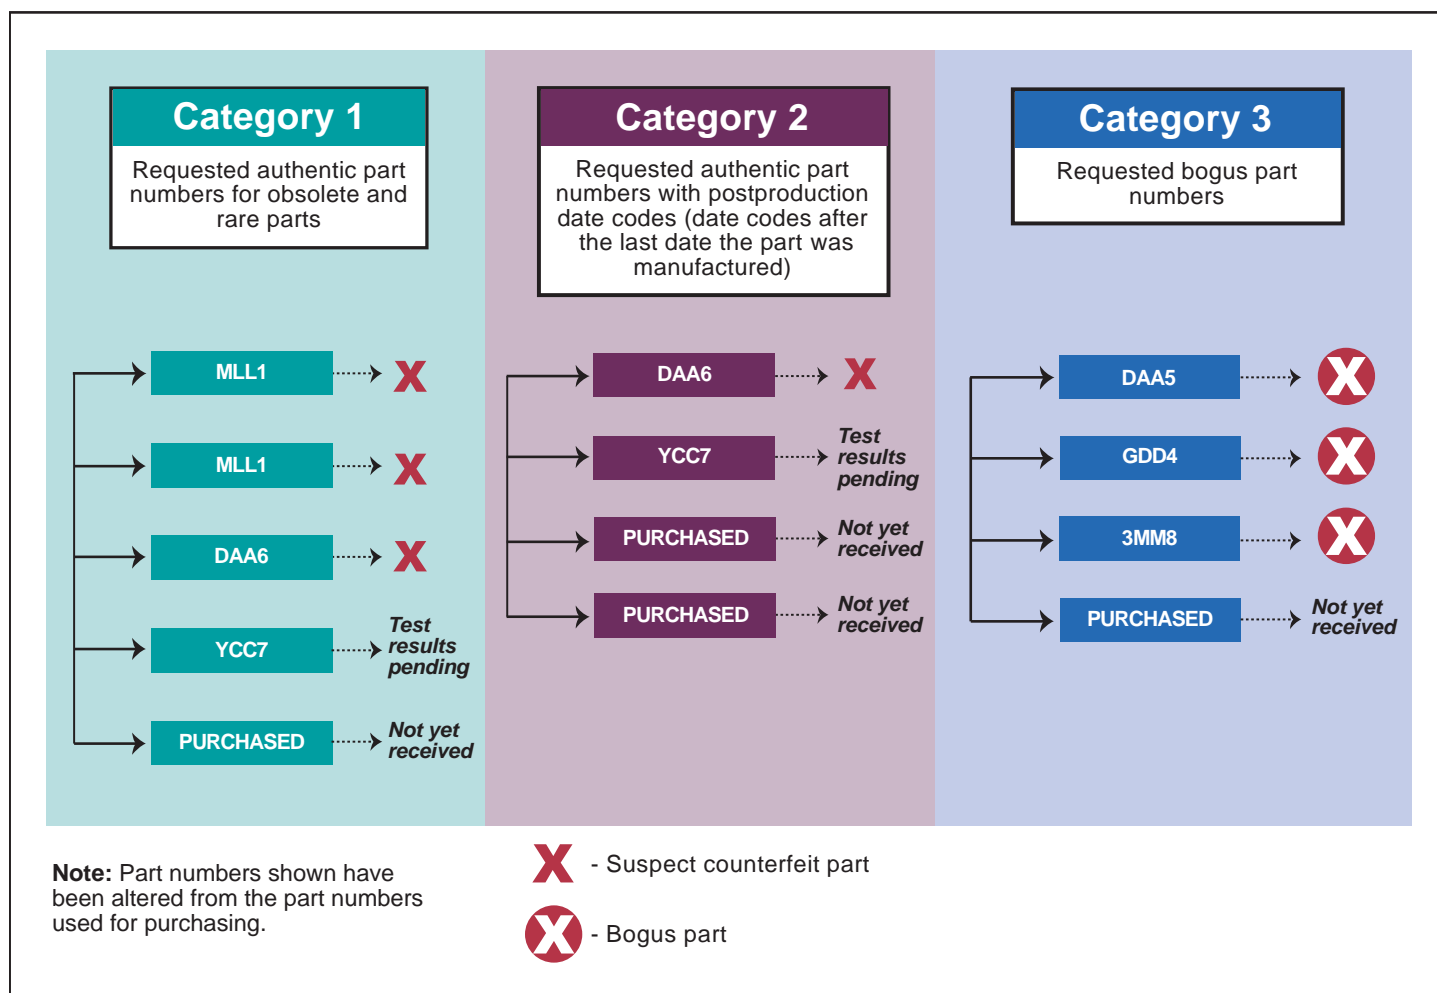 Category 1
Requested authentic part
numbers for obsolete and
rare parts
MLL1
X
MLL1
X
DAA6
X
YCC7
Test
results
pending
PURCHASED
Not yet
received
Category 2
Requested authentic part
numbers with postproduction
date codes (date codes after
the last date the part was
manufactured)
DAA6
X
YCC7
Test
results
pending
PURCHASED
Not yet
received
PURCHASED
Not yet
received
Category 3
Requested bogus part
numbers
DAA5
X
GDD4
X
3MM8
X
PURCHASED
Not yet
received
Note: Part numbers shown have
been altered from the part numbers
used for purchasing.
X - Suspect counterfeit part
X - Bogus part